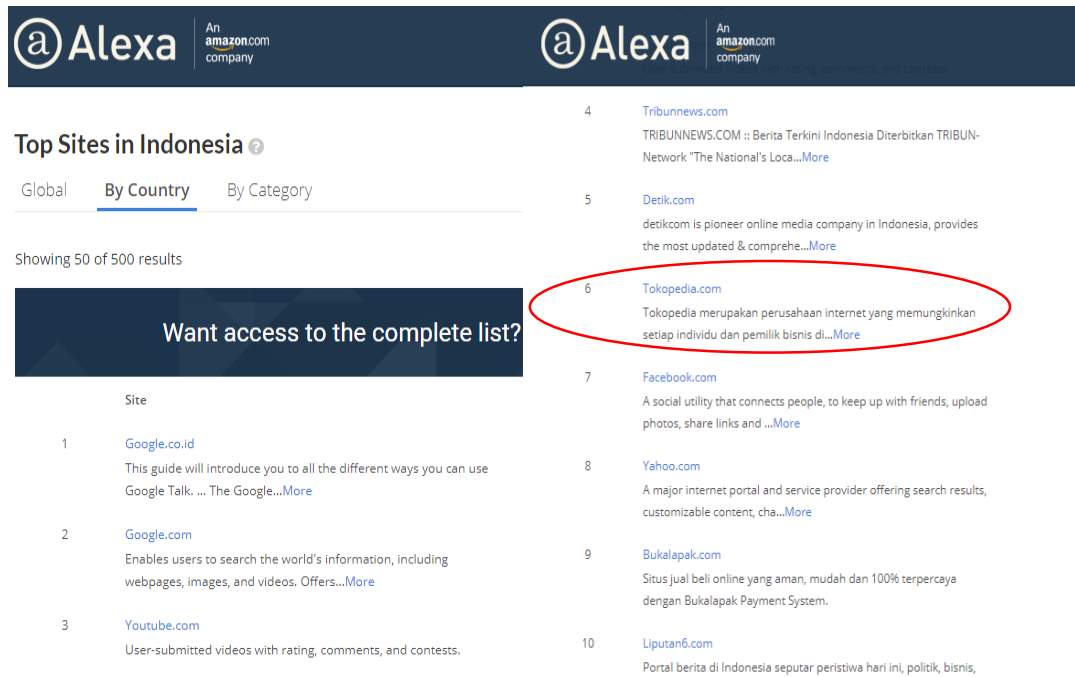 a Alexa
An
amazon.com
company
Top Sites in Indonesia ?
Global By Country By Category
Showing 50 of 500 results
Want access to the complete list?
Site
1 Google.co.id
This guide will introduce you to all the different ways you can use
Google Talk. ... The Google...More
2 Google.com
Enables users to search the world's information, including
webpages, images, and videos. Offers...More
3 Youtube.com
User-submitted videos with rating, comments, and contests.
a Alexa
An
amazon.com
company
User-submitted videos with rating, comments, and contests.
4 Tribunnews.com
TRIBUNNEWS.COM :: Berita Terkini Indonesia Diterbitkan TRIBUN-
Network "The National's Loca...More
5 Detik.com
detikcom is pioneer online media company in Indonesia, provides
the most updated & comprehe...More
6 Tokopedia.com
Tokopedia merupakan perusahaan internet yang memungkinkan
setiap individu dan pemilik bisnis di...More
7 Facebook.com
A social utility that connects people, to keep up with friends, upload
photos, share links and ...More
8 Yahoo.com
A major internet portal and service provider offering search results,
customizable content, cha...More
9 Bukalapak.com
Situs jual beli online yang aman, mudah dan 100% terpercaya
dengan Bukalapak Payment System.
10 Liputan6.com
Portal berita di Indonesia seputar peristiwa hari ini, politik, bisnis,